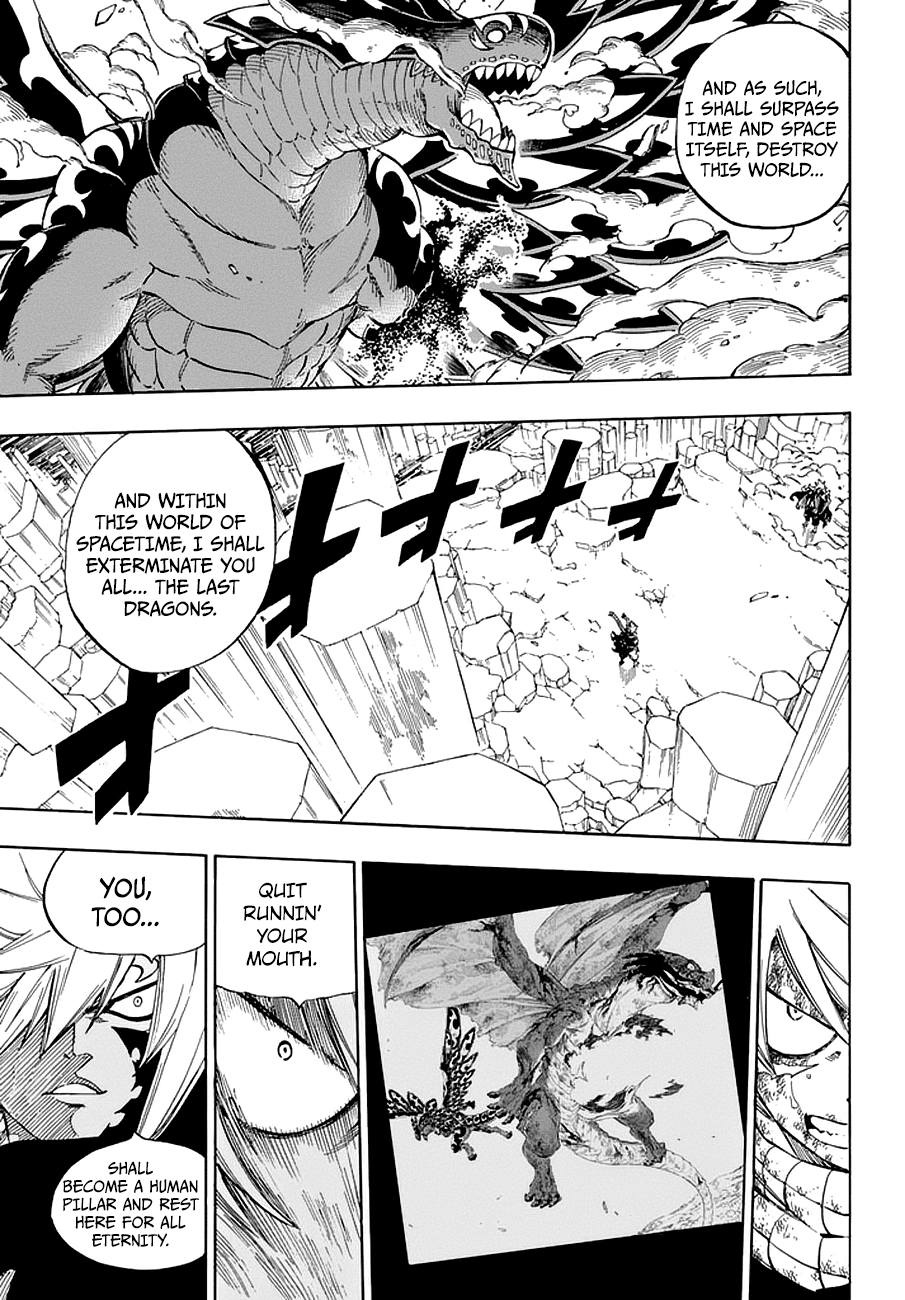 AND AS SUCH,
I SHALL SURPASS
TIME AND SPACE
ITSELF, DESTROY
THIS WORLD...
AND WITHIN
THIS WORLD OF
SPACETIME, I SHALL
EXTERMINATE YOU
ALL... THE LAST
DRAGONS.
QUIT
RUNNIN'
YOUR
MOUTH.
YOU,
TOO...
SHALL
BECOME A HUMAN
PILLAR AND REST
HERE FOR ALL
ETERNITY.